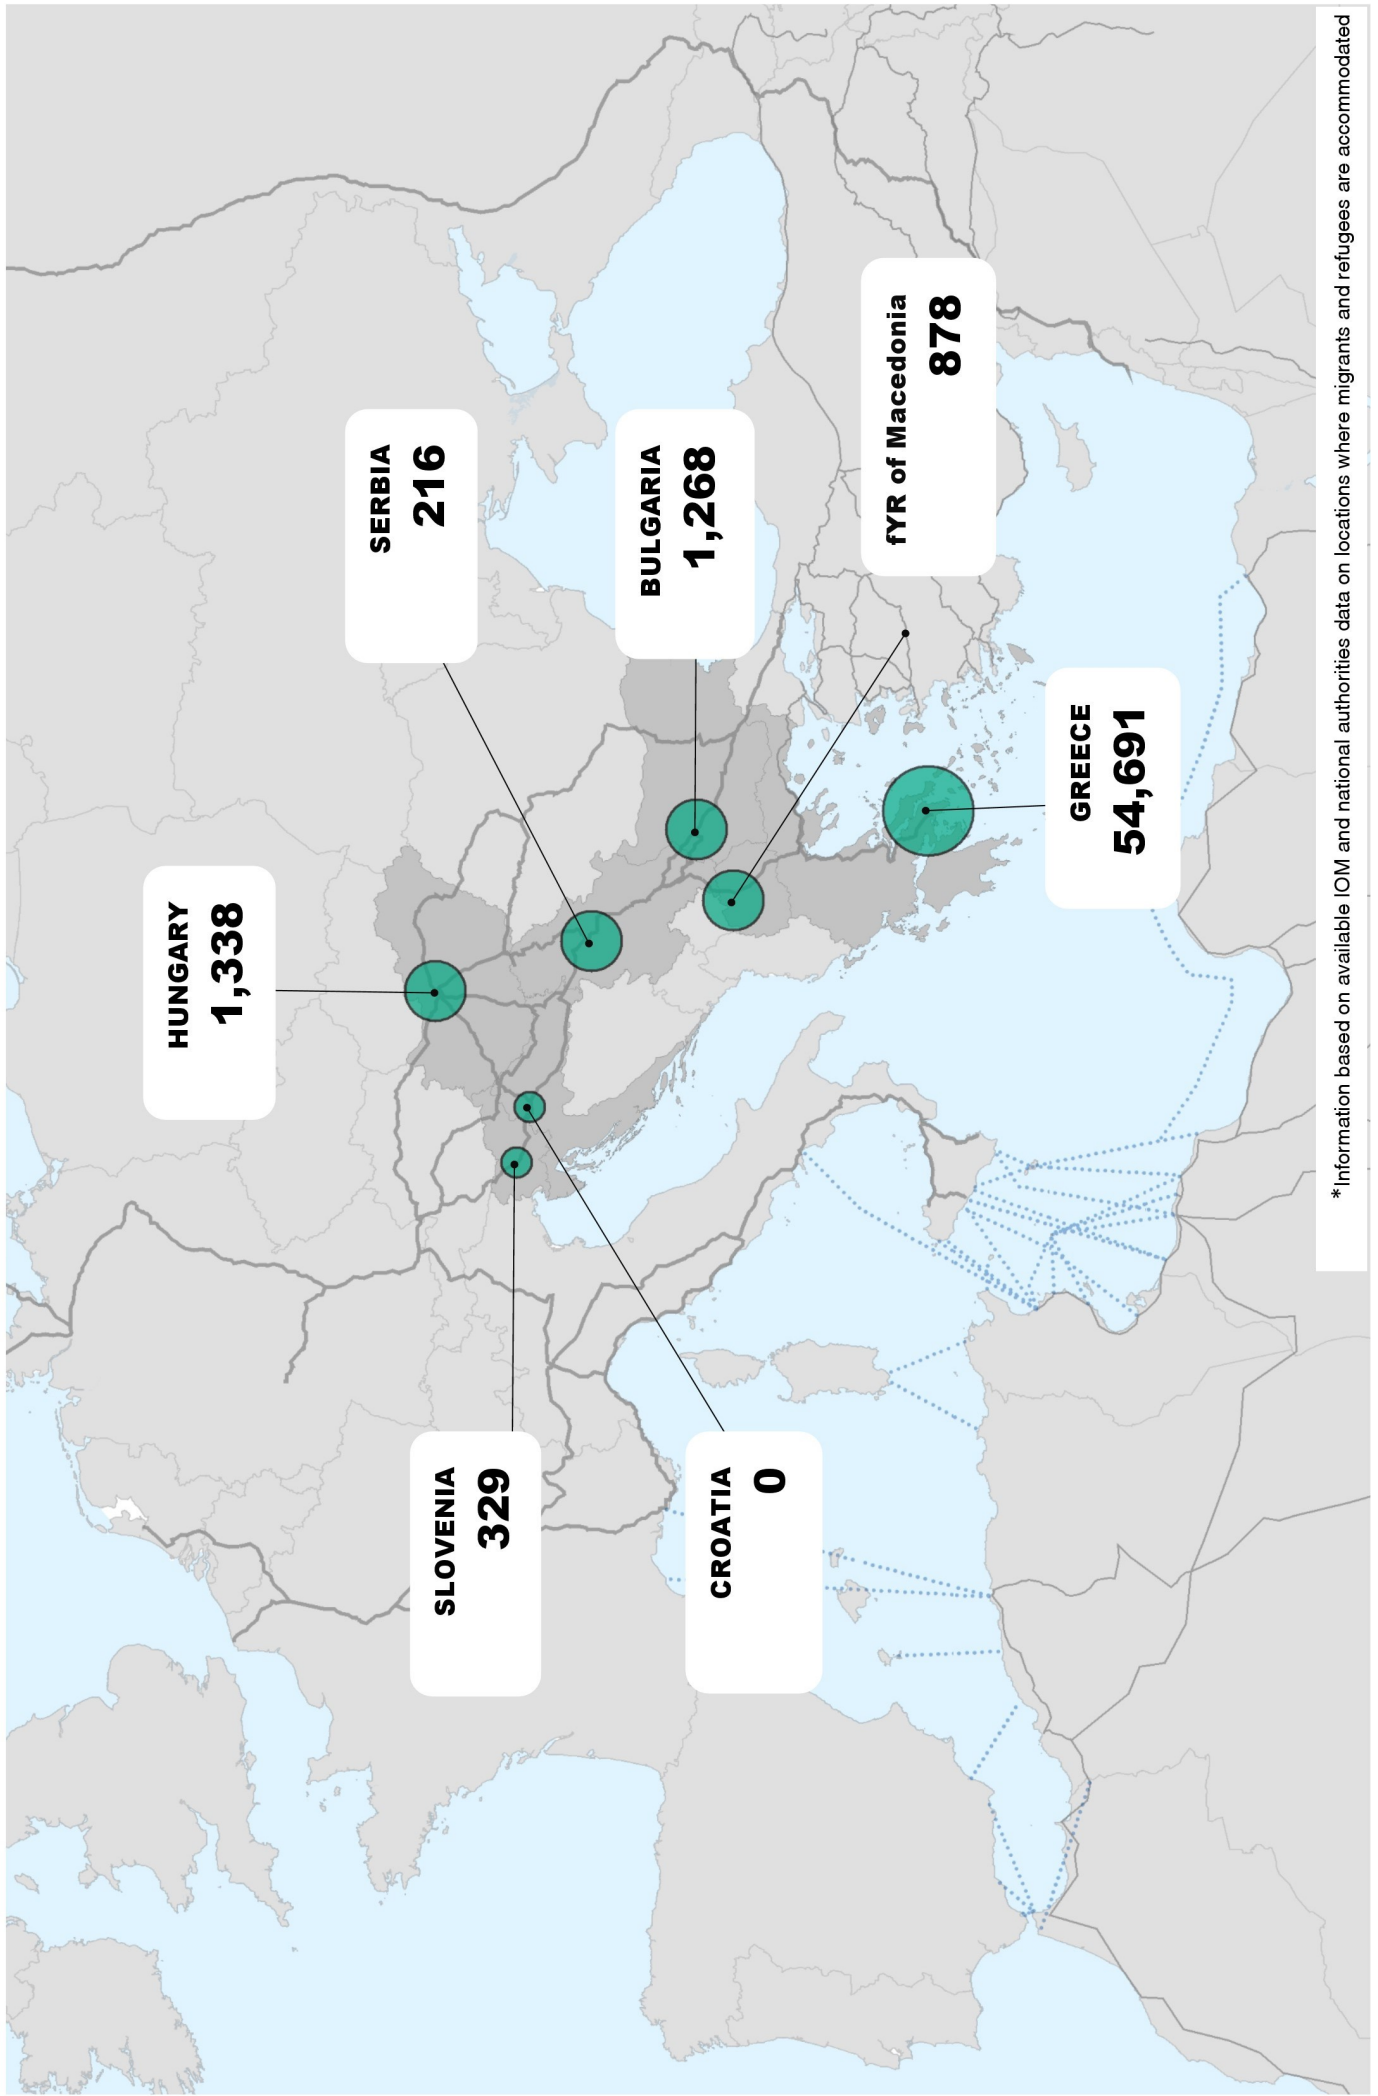 HUNGARY
1,338
SLOVENIA
329
SERBIA
216
CROATIA
0
BULGARIA
1,268
fYR of Macedonia
878
GREECE
54,691
*Information based on available IOM and national authorities data on locations where migrants and refugees are accommodated